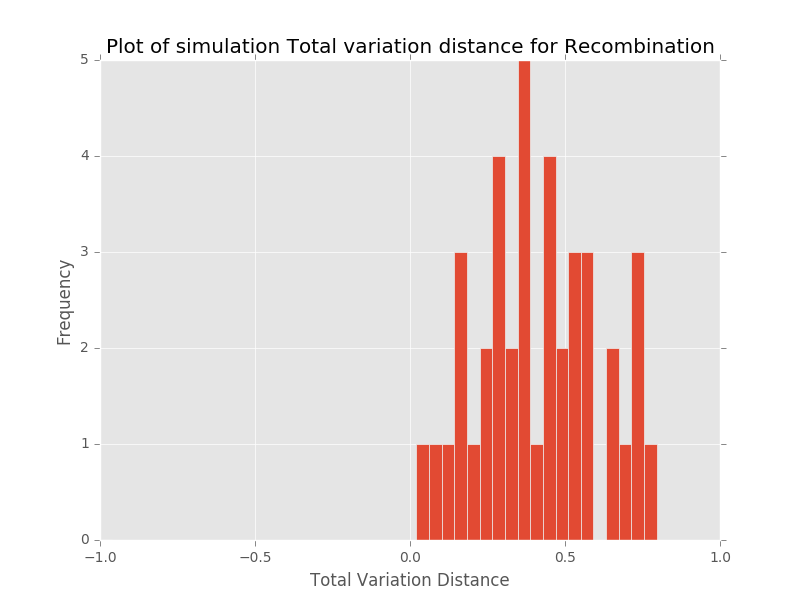 Plot of simulation Total variation distance for Recombination
5
4
3
2
1
0
Frequency
−1.0 −0.5 0.0 0.5 1.0
Total Variation Distance